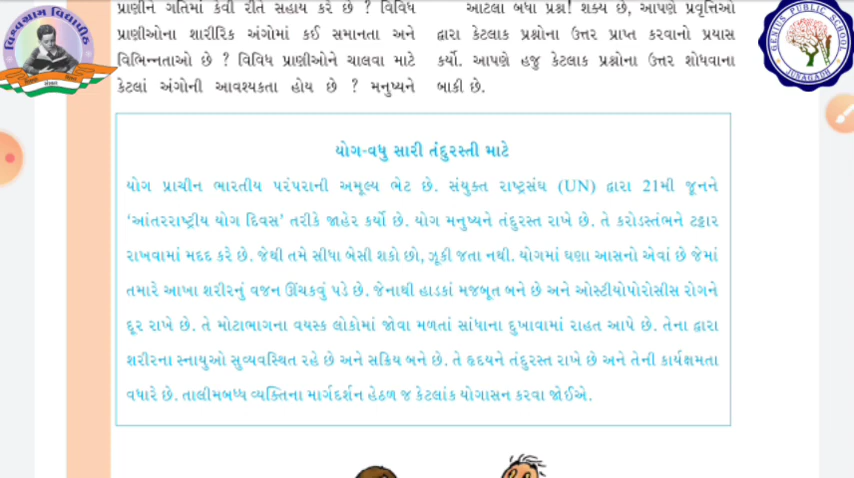 વિશ્વગ્રામ વિદ્યાપીઠ
GENIUS PUBLIC SCHOOL
JUNAGADH
પ્રાણીને ગતિમાં કેવી રીતે સહાય કરે છે ? વિવિધ
પ્રાણીઓના શારીરિક અંગોમાં કઈ સમાનતા અને
વિભિન્નતાઓ છે ? વિવિધ પ્રાણીઓને ચાલવા માટે
કેટલાં અંગોની આવશ્યકતા હોય છે ? મનુષ્યને
આટલા બધા પ્રશ્ન! શક્ય છે, આપણે પ્રવૃત્તિઓ
દ્વારા કેટલાક પ્રશ્નોના ઉત્તર પ્રાપ્ત કરવાનો પ્રયાસ
કર્યો. આપણે હજુ કેટલાક પ્રશ્નોના ઉત્તર શોધવાના
બાકી છે.
યોગ-વધુ સારી તંદુરસ્તી માટે
યોગ પ્રાચીન ભારતીય પરંપરાની અમૂલ્ય ભેટ છે. સંયુક્ત રાષ્ટ્રસંઘ (UN) દ્વારા 21મી જૂનને
‘આંતરરાષ્ટ્રીય યોગ દિવસ’ તરીકે જાહેર કર્યો છે. યોગ મનુષ્યને તંદુરસ્ત રાખે છે. તે કરોડસ્તંભને ટટ્ટાર
રાખવામાં મદદ કરે છે. જેથી તમે સીધા બેસી શકો છો, ઝૂકી જતા નથી. યોગમાં ઘણા આસનો એવાં છે જેમાં
તમારે આખા શરીરનું વજન ઊંચકવું પડે છે. જેનાથી હાડકાં મજબૂત બને છે અને ઓસ્ટીયોપોરોસીસ રોગને
દૂર રાખે છે. તે મોટાભાગના વયસ્ક લોકોમાં જોવા મળતાં સાંધાના દુખાવામાં રાહત આપે છે. તેના દ્વારા
શરીરના સ્નાયુઓ સુવ્યવસ્થિત રહે છે અને સક્રિય બને છે. તે હૃદયને તંદુરસ્ત રાખે છે અને તેની કાર્યક્ષમતા
વધારે છે. તાલીમબધ્ધ વ્યક્તિના માર્ગદર્શન હેઠળ જ કેટલાંક યોગાસન કરવા જોઈએ.